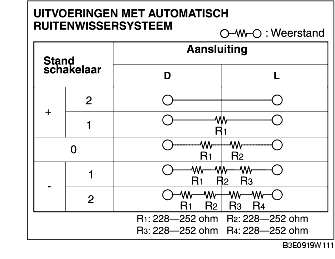 UITVOERINGEN MET AUTOMATISCH
RUITENWISSERSYSTEEM
: Weerstand
Stand
schakelaar
Aansluiting
D L
+ 2
1
R1
0
R1 R2
- 1
R1 R2 R3
2
R1 R2 R3 R4
R1: 228—252 ohm R2: 228—252 ohm
R3: 228—252 ohm R4: 228—252 ohm
B3E0919W111